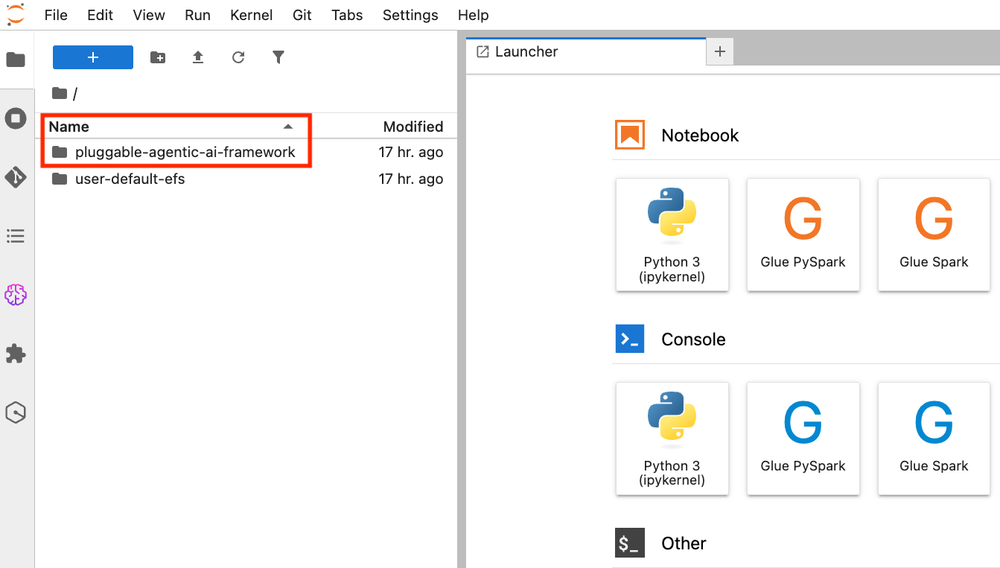 File Edit View Run Kernel Git Tabs Settings Help
Launcher
/
Name Modified
pluggable-agentic-ai-framework 17 hr. ago
user-default-efs 17 hr. ago
Notebook
Python 3
(ipykernel)
Glue PySpark
Glue Spark
Console
Python 3
(ipykernel)
Glue PySpark
Glue Spark
$_ Other